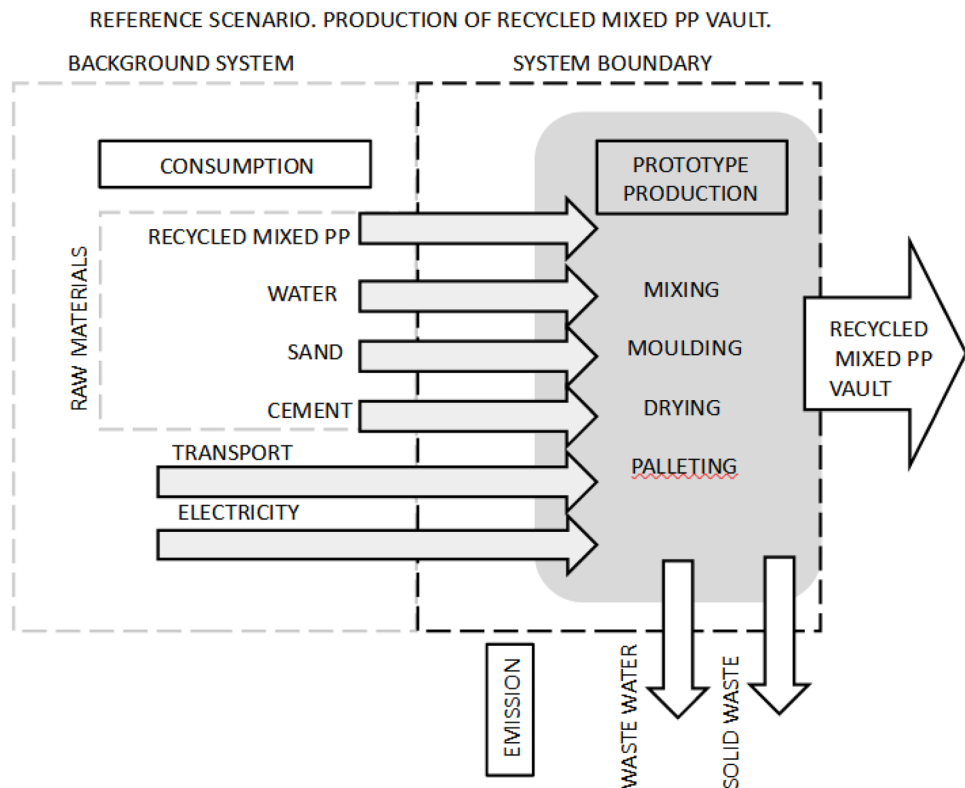 REFERENCE SCENARIO. PRODUCTION OF RECYCLED MIXED PP VAULT.
BACKGROUND SYSTEM
SYSTEM BOUNDARY
CONSUMPTION
PROTOTYPE
PRODUCTION
RAW MATERIALS
RECYCLED MIXED PP
WATER
SAND
CEMENT
TRANSPORT
ELECTRICITY
MIXING
MOULDING
DRYING
PALLETING
RECYCLED
MIXED PP
VAULT
EMISSION
WASTE WATER
SOLID WASTE